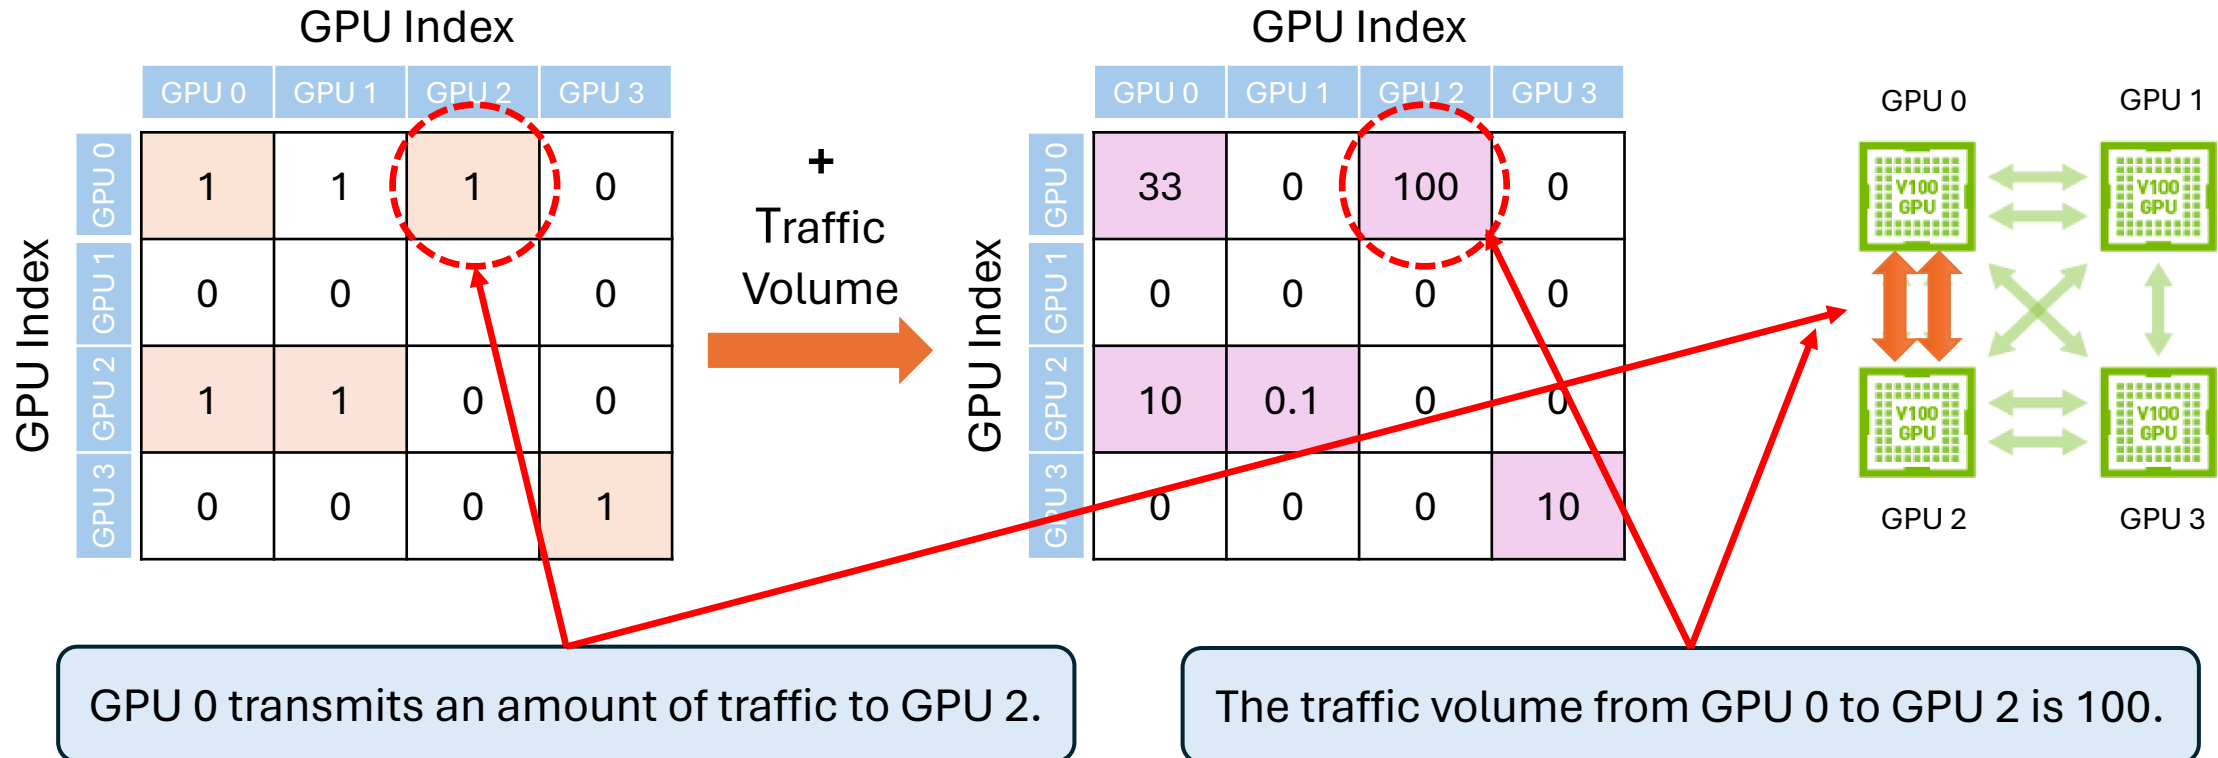 GPU Index
GPU 0 GPU 1 GPU 2 GPU 3
GPU Index
GPU 0 1 1 1 0
GPU 1 0 0 0
GPU 2 1 1 0 0
GPU 3 0 0 0 1
+
Traffic
Volume
GPU Index
GPU 0 GPU 1 GPU 2 GPU 3
GPU Index
GPU 0 33 0 100 0
GPU 1 0 0 0 0
GPU 2 10 0.1 0 0
GPU 3 0 0 0 10
GPU 0 GPU 1
V100 V100
GPU GPU
V100 V100
GPU GPU
GPU 2 GPU 3
GPU 0 transmits an amount of traffic to GPU 2.
The traffic volume from GPU 0 to GPU 2 is 100.